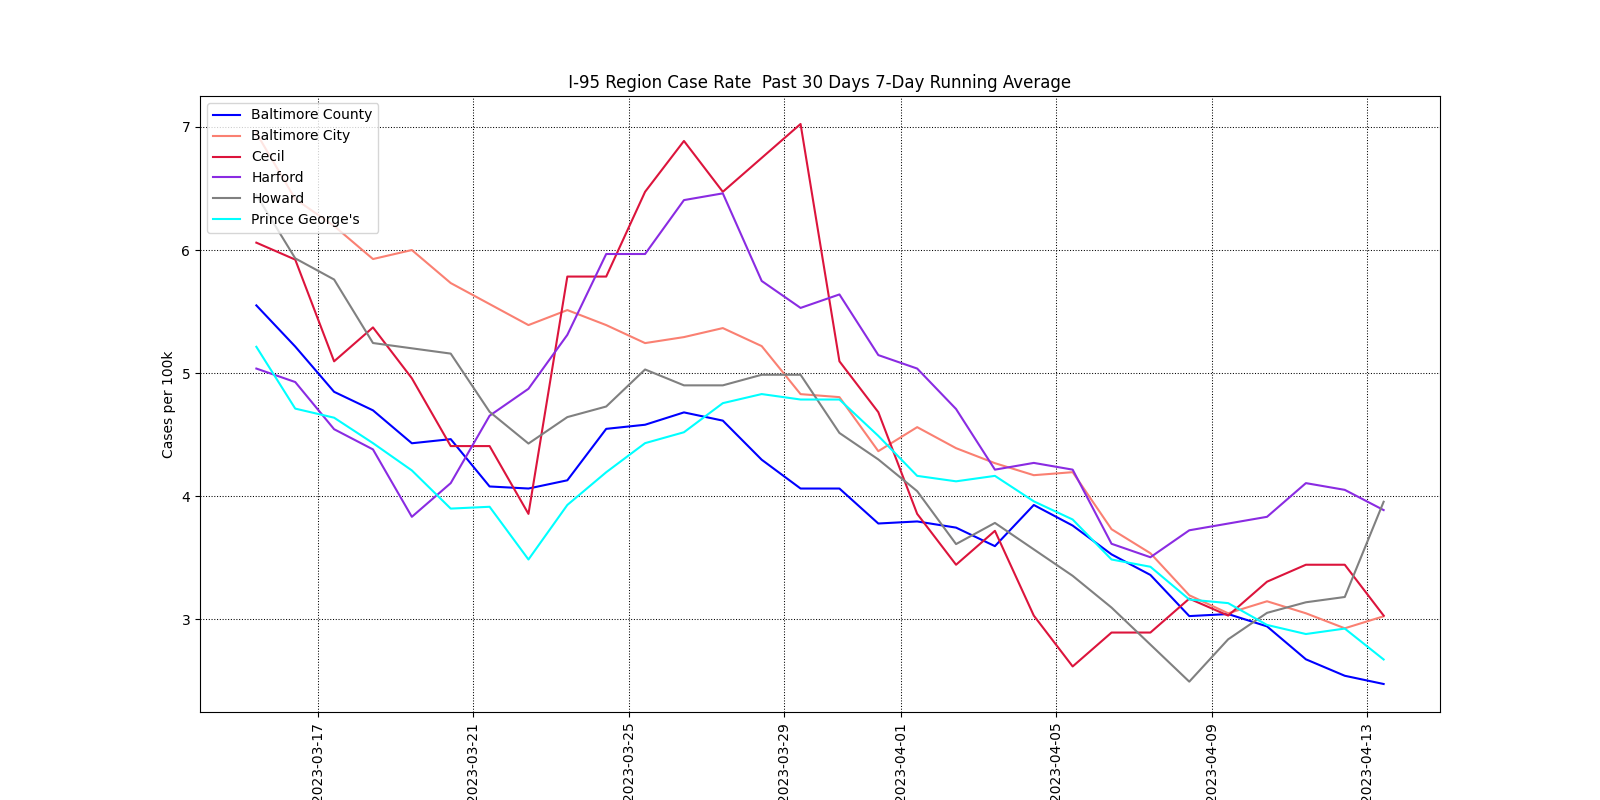 I-95 Region Case Rate  Past 30 Days 7-Day Running Average
Baltimore County
Baltimore City
Cecil
Harford
Howard
Prince George's
7
6
5
4
3
Cases per 100k
2023-03-17
2023-03-21
2023-03-25
2023-03-29
2023-04-01
2023-04-05
2023-04-09
2023-04-13